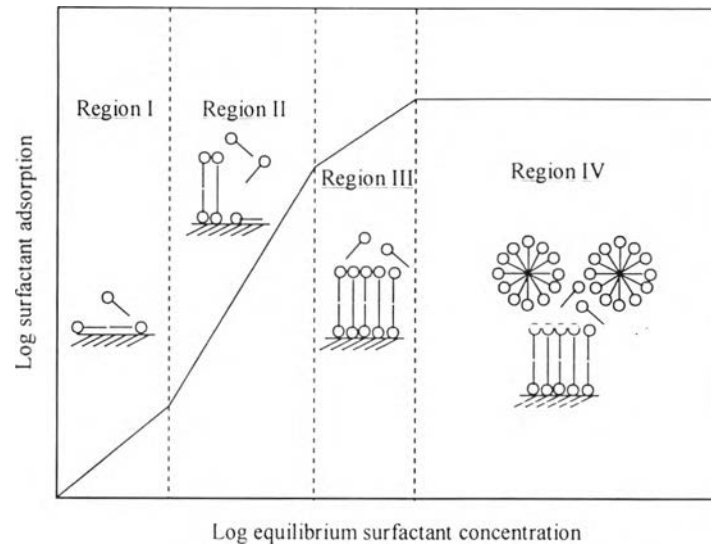 Region I
Region II
Region III
Region IV
Log surfactant adsorption
Log equilibrium surfactant concentration